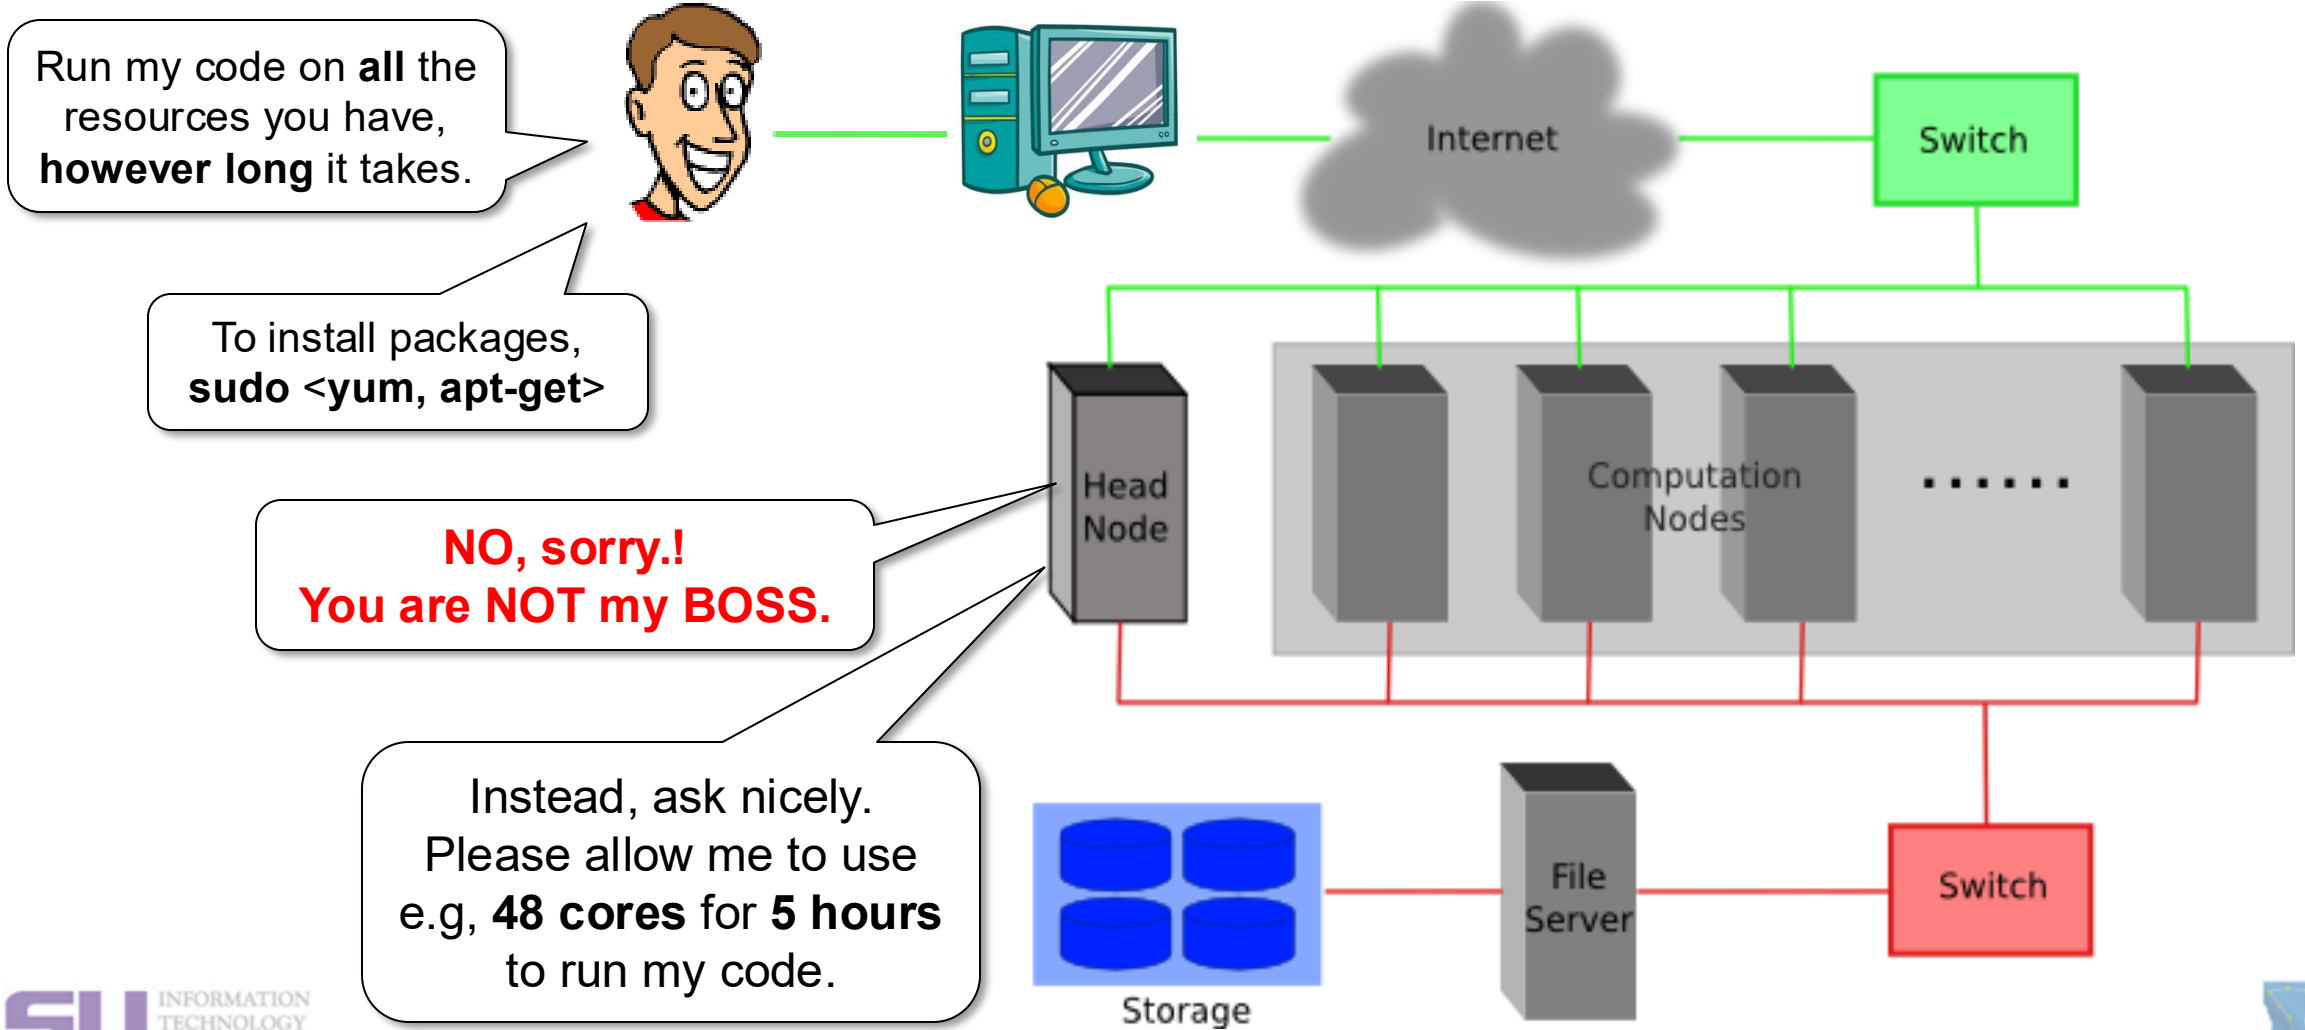 Run my code on all the
resources you have,
however long it takes.
To install packages,
sudo <yum, apt-get>
NO, sorry.!
You are NOT my BOSS.
Instead, ask nicely.
Please allow me to use
e.g, 48 cores for 5 hours
to run my code.
Internet
Switch
Head
Node
Computation
Nodes
......
File
Server
Switch
Storage
SU
INFORMATION
TECHNOLOGY